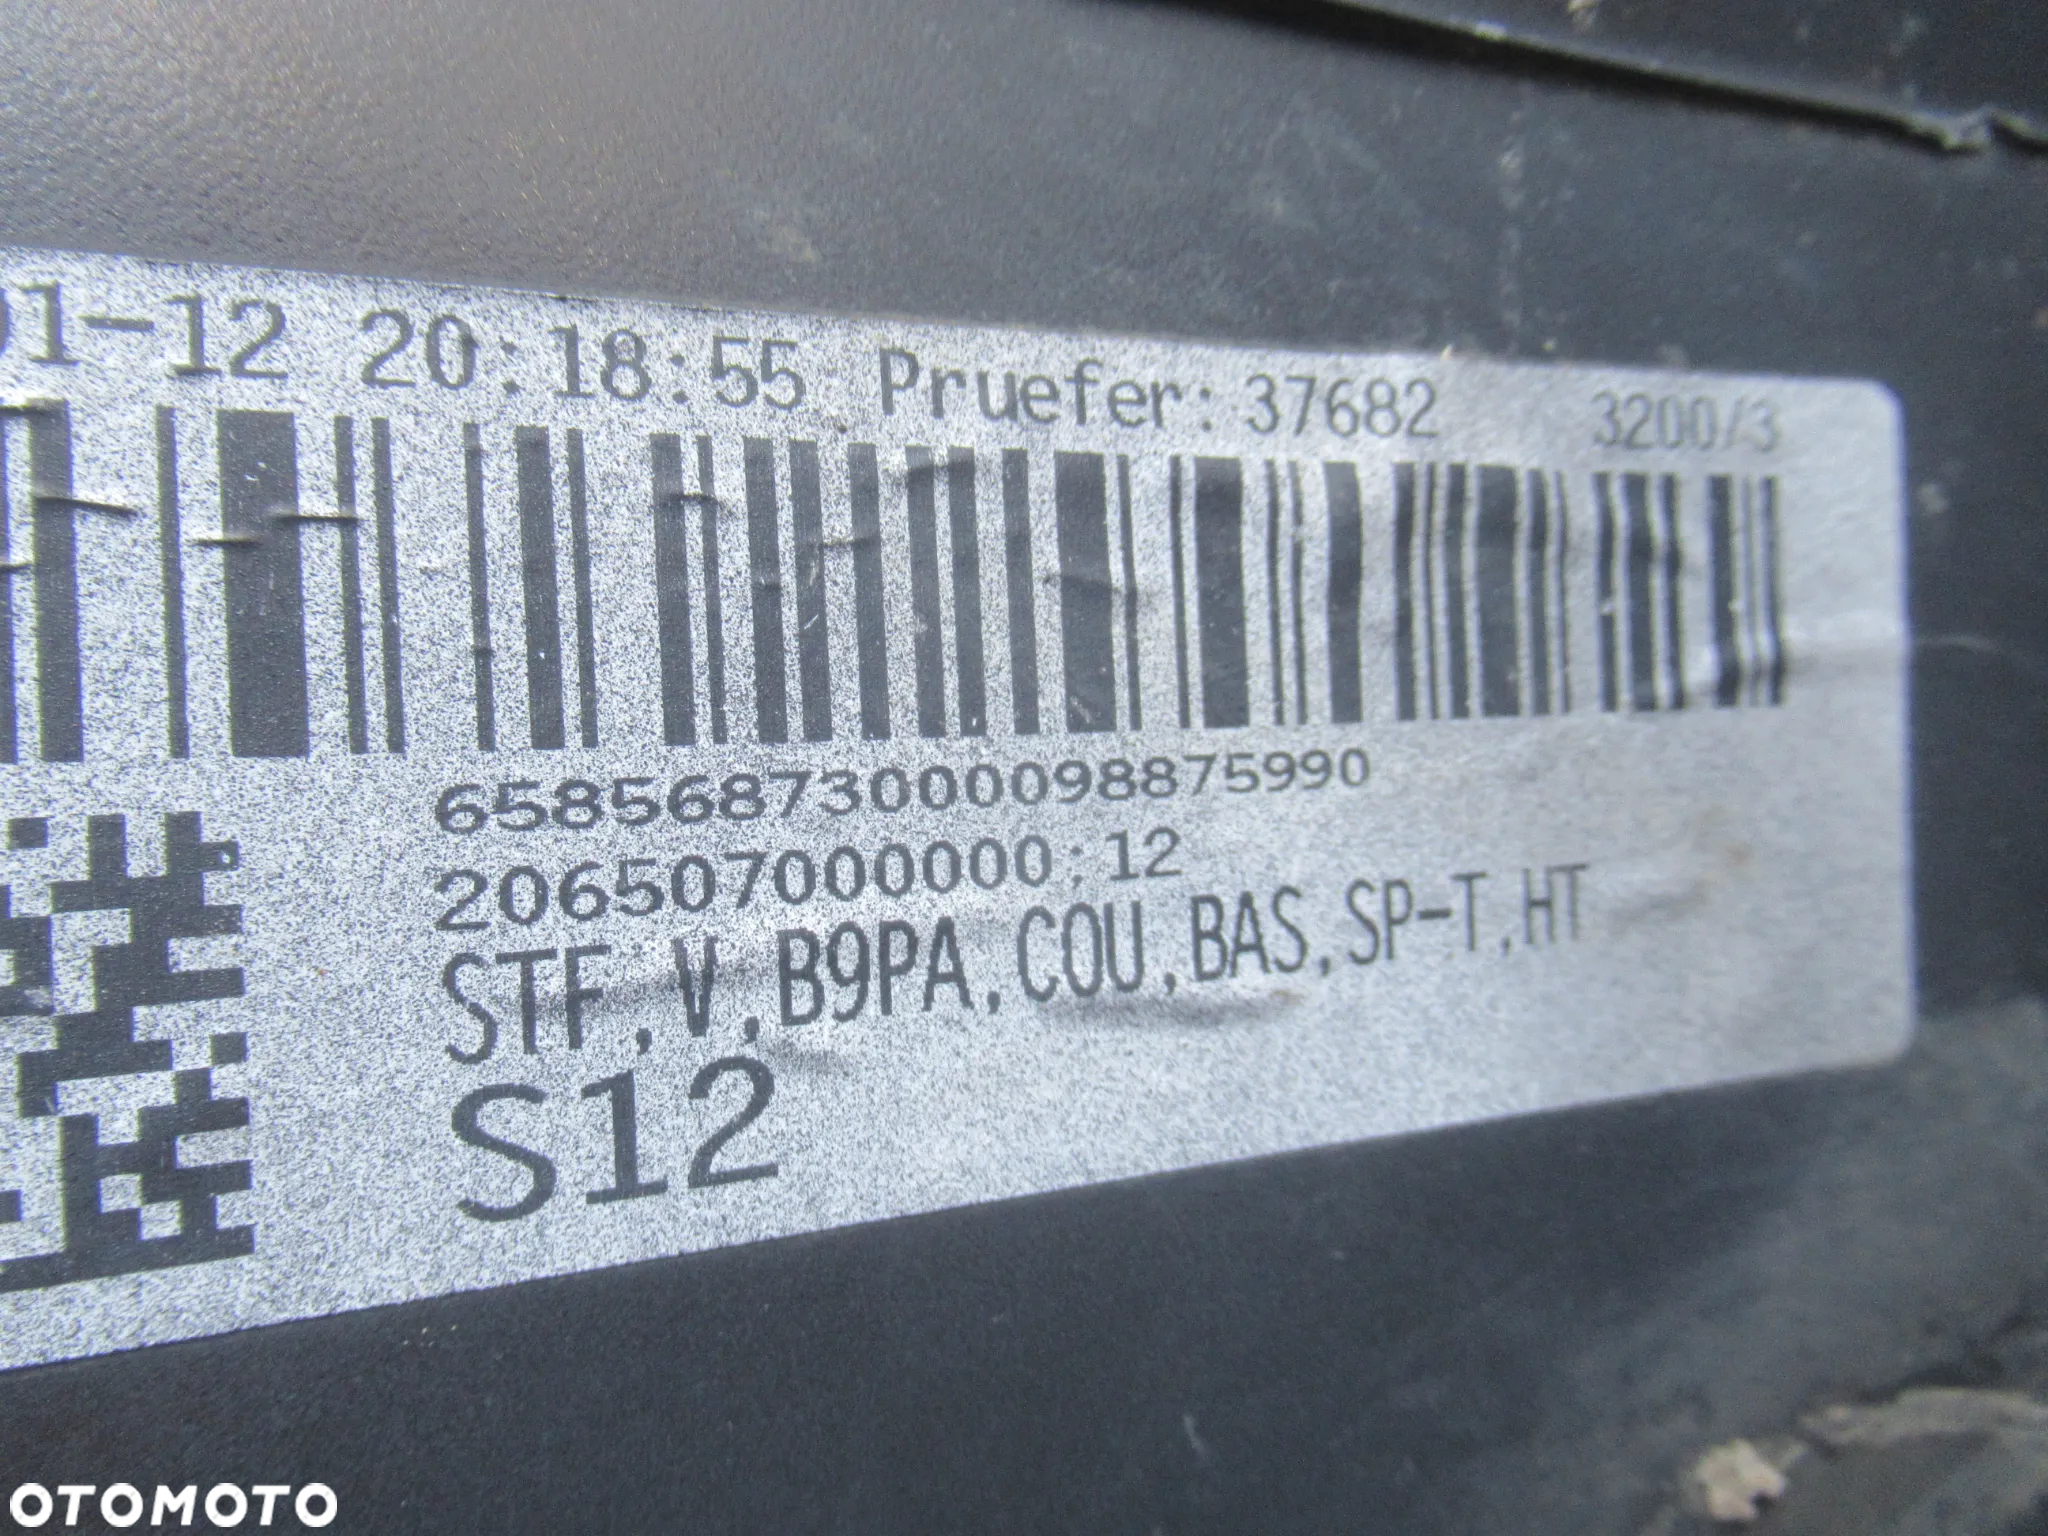 01-12 20:18:55 Pruefer: 37682 3200/3
65856873000098875990
206507000000;12
STF,V,B9PA,COU,BAS,SP-T,HT
S12
OTOMOTO